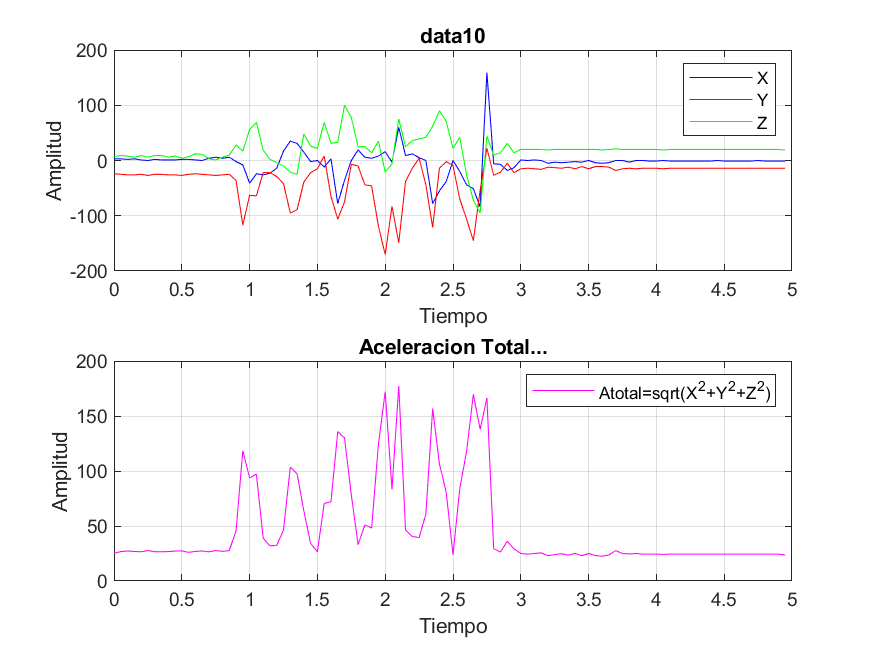 data10
200
100
0
-100
-200
Amplitud
X
Y
Z
0 0.5 1 1.5 2 2.5 3 3.5 4 4.5 5
Tiempo
Aceleracion Total...
200
150
100
50
0
Amplitud
Atotal=sqrt(X²+Y²+Z²)
0 0.5 1 1.5 2 2.5 3 3.5 4 4.5 5
Tiempo